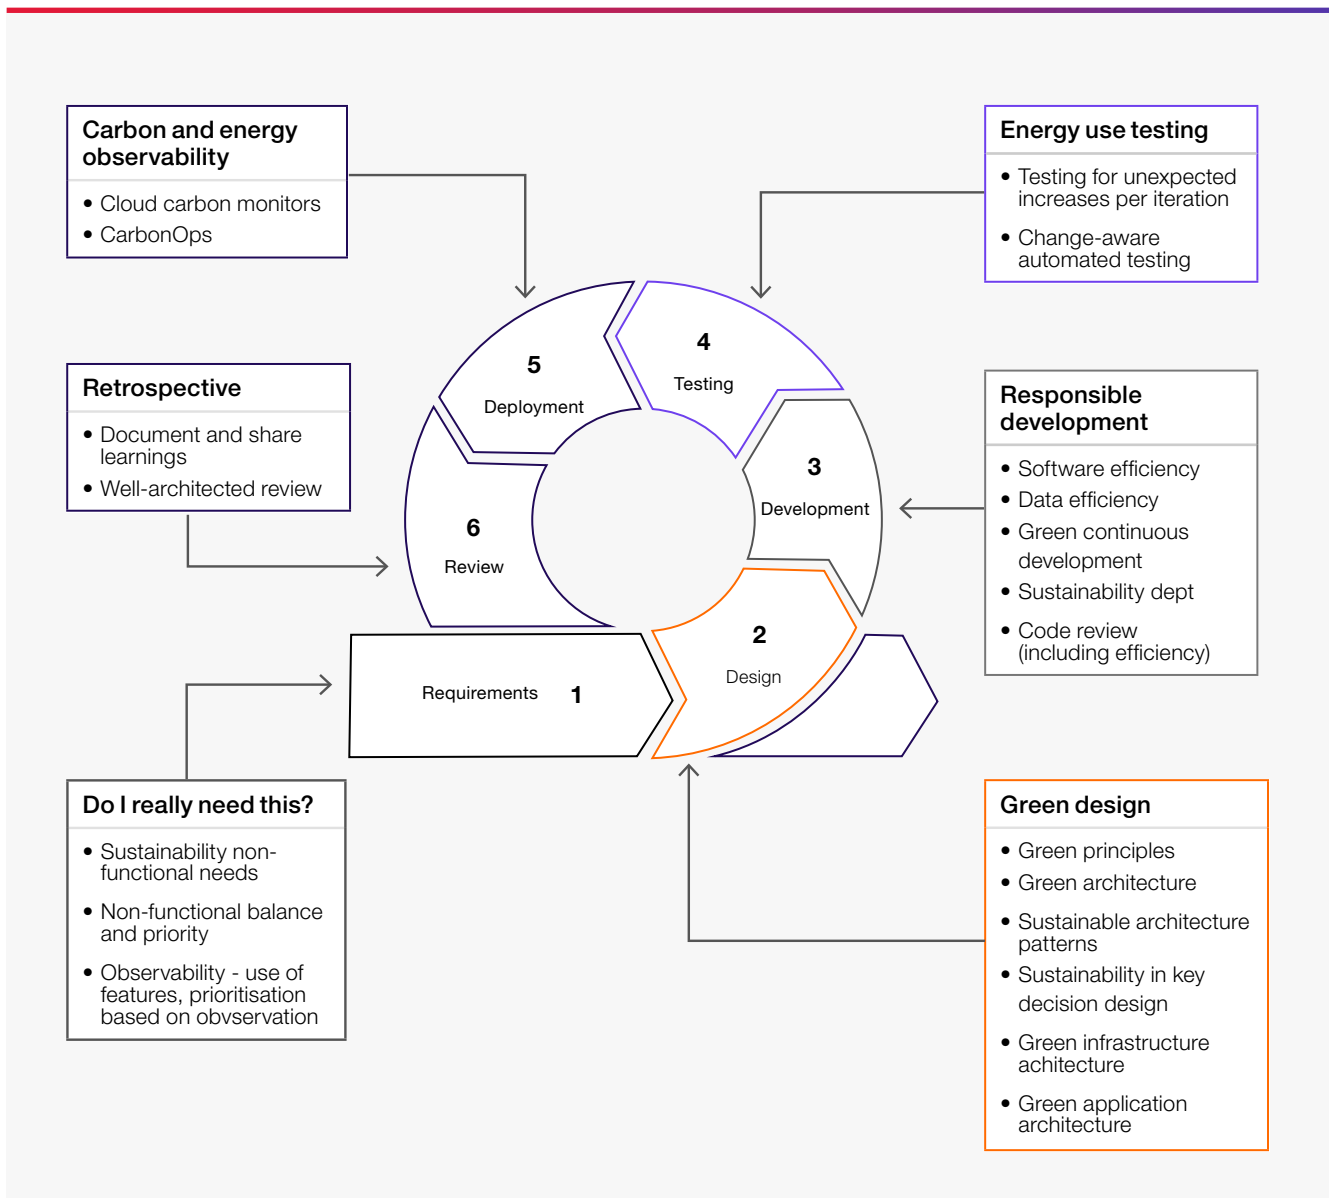 Carbon and energy
observability
• Cloud carbon monitors
• CarbonOps
Energy use testing
• Testing for unexpected
increases per iteration
• Change-aware
automated testing
4
Testing
5
Deployment
Retrospective
• Document and share
learnings
• Well-architected review
Responsible
development
• Software efficiency
• Data efficiency
• Green continuous
development
• Sustainability dept
• Code review
(including efficiency)
3
Development
6
Review
2
Design
Requirements 1
Do I really need this?
• Sustainability non-
functional needs
• Non-functional balance
and priority
• Observability - use of
features, prioritisation
based on obvservation
Green design
• Green principles
• Green architecture
• Sustainable architecture
patterns
• Sustainability in key
decision design
• Green infrastructure
achitecture
• Green application
architecture